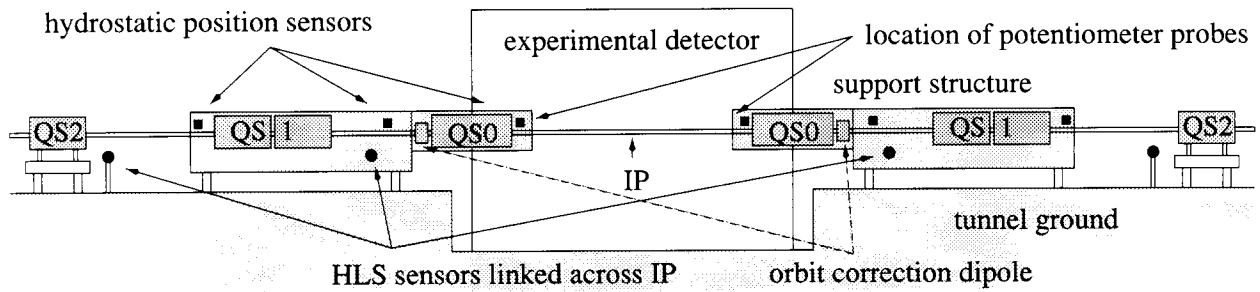 hydrostatic position sensors
experimental detector
location of potentiometer probes
support structure
QS2
QS 1
QS0
QS0
QS 1
QS2
IP
tunnel ground
HLS sensors linked across IP
orbit correction dipole